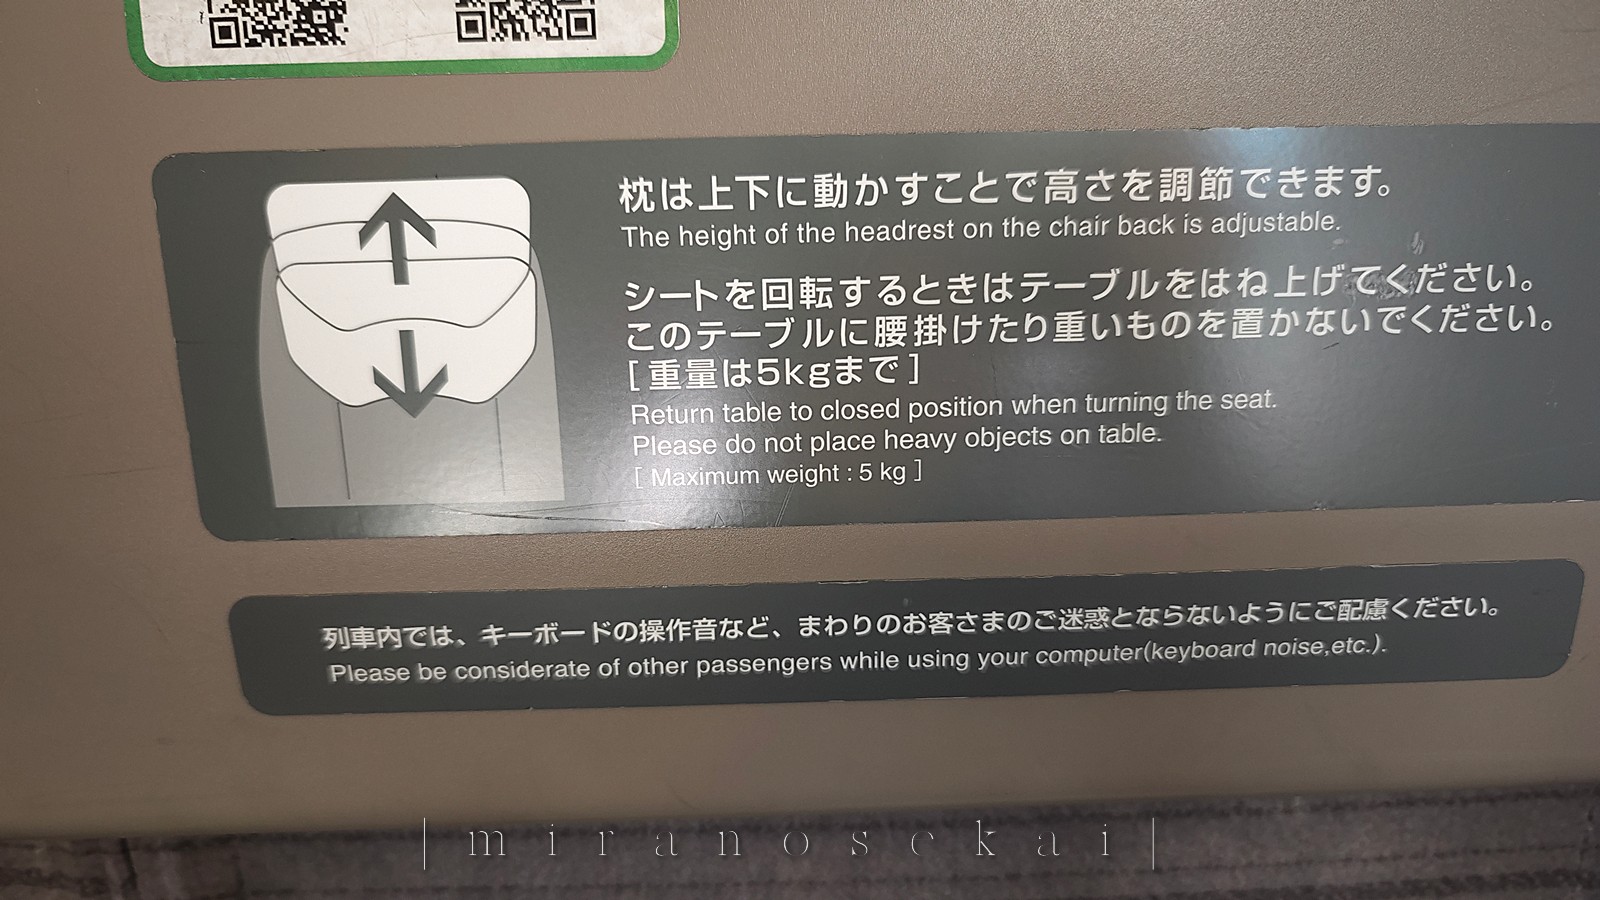 枕は上下に動かすことで高さを調節できます。
The height of the headrest on the chair back is adjustable.
シートを回転するときはテーブルをはね上げてください。
このテーブルに腰掛けたり重いものを置かないでください。
[ 重量は5kgまで ]
Return table to closed position when turning the seat.
Please do not place heavy objects on table.
[ Maximum weight : 5 kg ]
列車内では、キーボードの操作音など、まわりのお客さまのご迷惑とならないようにご配慮ください。
Please be considerate of other passengers while using your computer(keyboard noise,etc.).
| m i r a n o s e k a i |